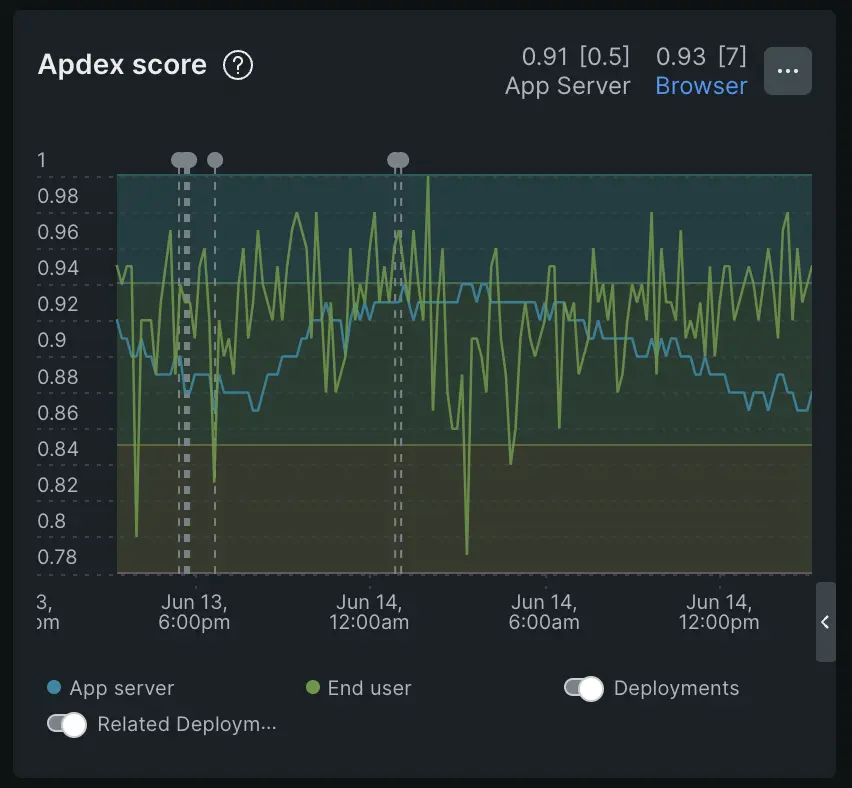 Apdex score ?
0.91 [0.5]
App Server
0.93 [7]
Browser
1
0.98
0.96
0.94
0.92
0.9
0.88
0.86
0.84
0.82
0.8
0.78
3,
pm
Jun 13,
6:00pm
Jun 14,
12:00am
Jun 14,
6:00am
Jun 14,
12:00pm
App server
End user
Deployments
Related Deploym...